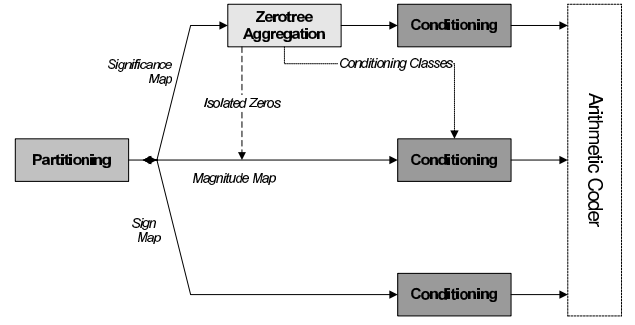 Zerotree
Aggregation
Conditioning
Significance
Map
Conditioning Classes
Isolated Zeros
Partitioning
Magnitude Map
Conditioning
Sign
Map
Conditioning
Arithmetic Coder